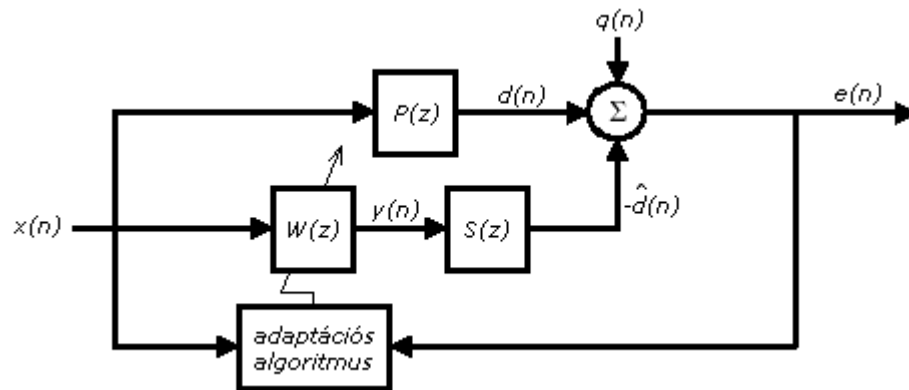 q(n)
P(z)
d(n)
Σ
e(n)
x(n)
W(z)
y(n)
S(z)
-d̂(n)
adaptációs
algoritmus